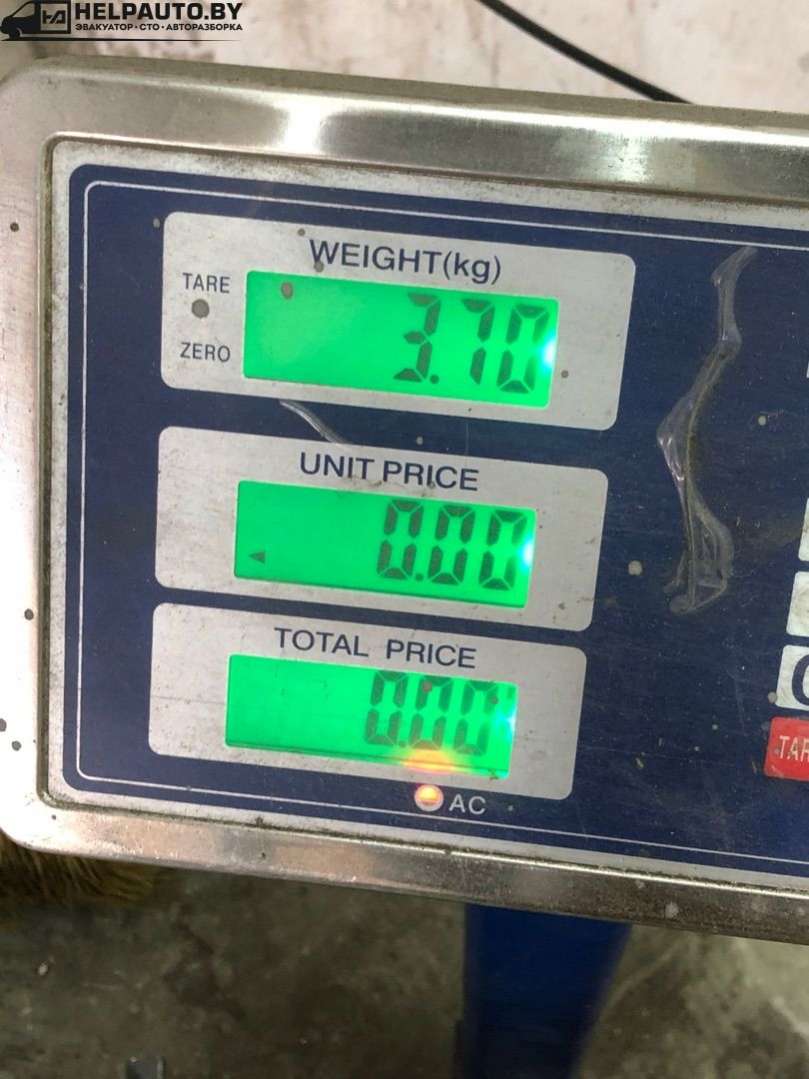 HELPAUTO.BY
ЭВАКУАТОР · СТО · АВТОРАЗБОРКА
WEIGHT(kg)
TARE
ZERO
3.70
UNIT PRICE
0.00
TOTAL PRICE
0.00
AC